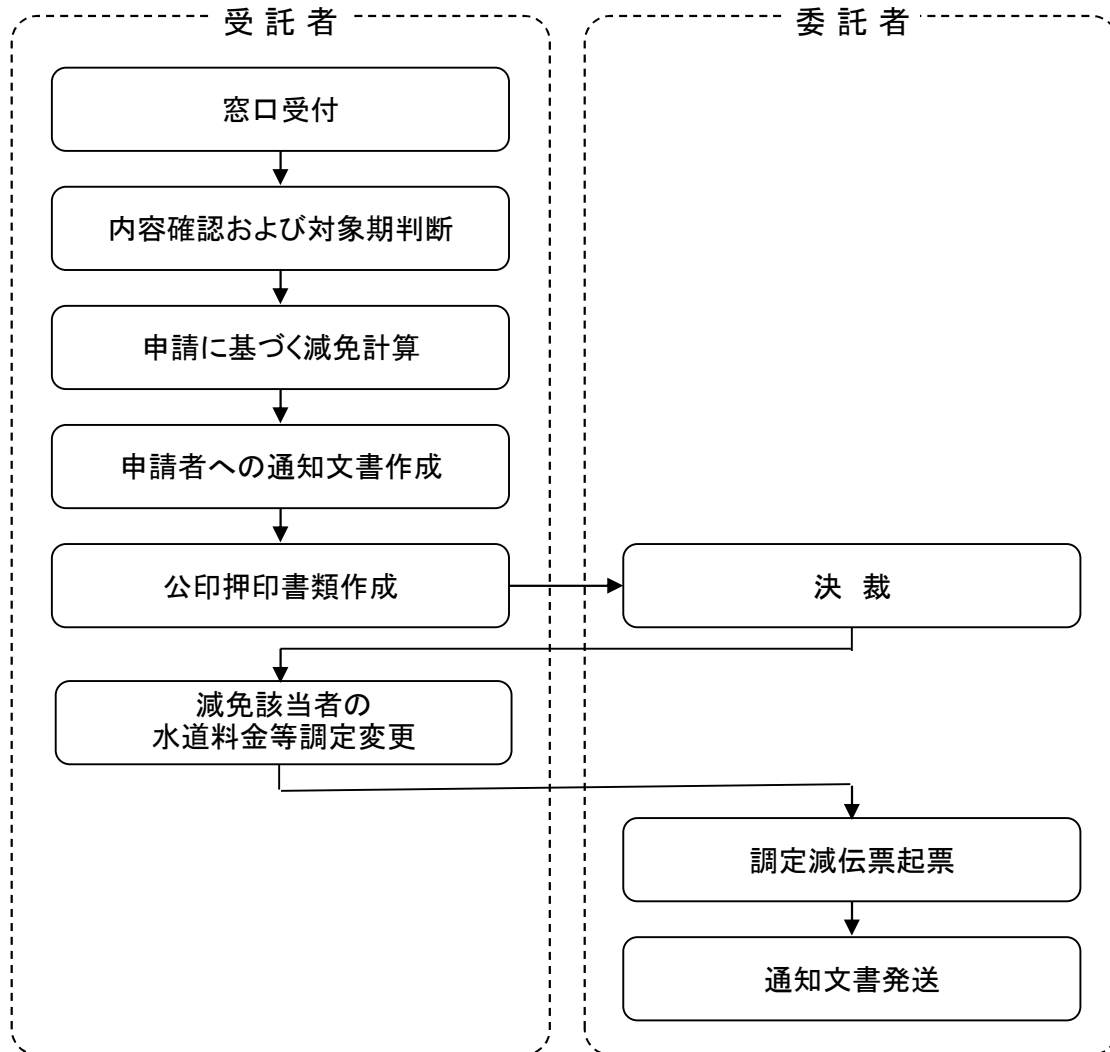 受 託 者
委 託 者
窓口受付
内容確認および対象期判断
申請に基づく減免計算
申請者への通知文書作成
公印押印書類作成
決 裁
減免該当者の
水道料金等調定変更
調定減伝票起票
通知文書発送